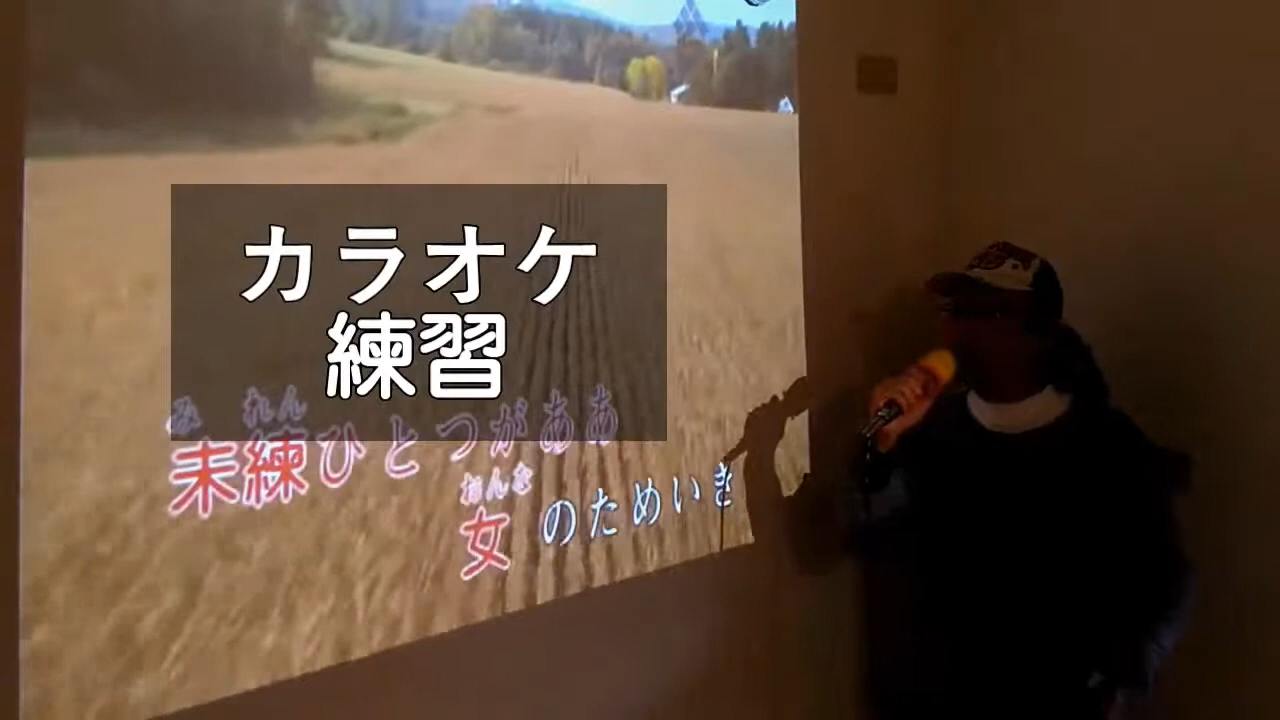 カラオケ
練習
み れん
未練ひとつがああ
おんな
女のためいき